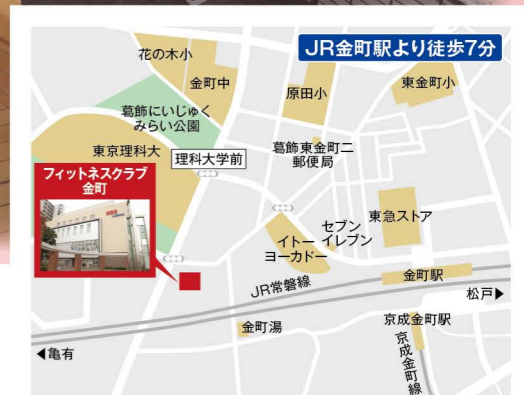 JR金町駅より徒歩7分
花の木小
金町中
原田小
東金町小
葛飾にいじゅく
みらい公園
東京理科大
理科大学前
葛飾東金町二
郵便局
フィットネスクラブ
金町
東急ストア
セブン
イレブン
イトー
ヨーカドー
金町駅
JR常磐線
松戸▶
金町湯
京成金町駅
◀亀有
京成金町線